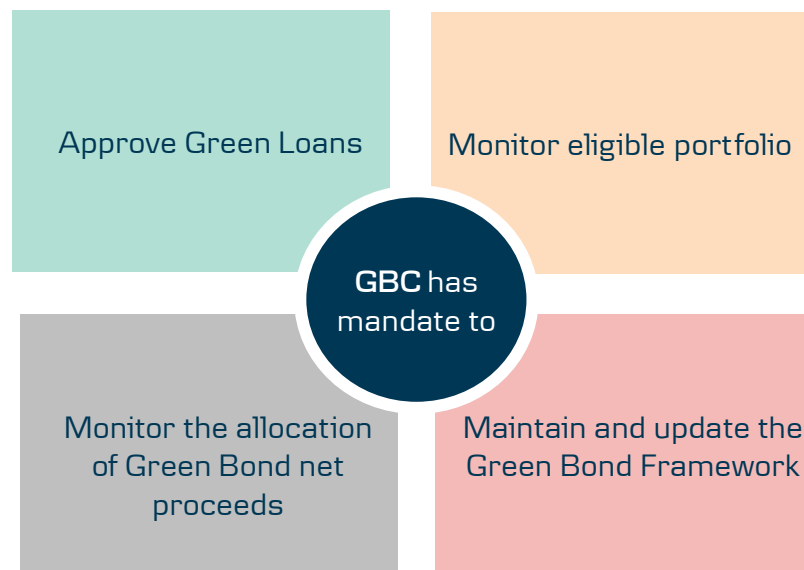 Approve Green Loans
Monitor eligible portfolio
GBC has
mandate to
Monitor the allocation
of Green Bond net
proceeds
Maintain and update the
Green Bond Framework